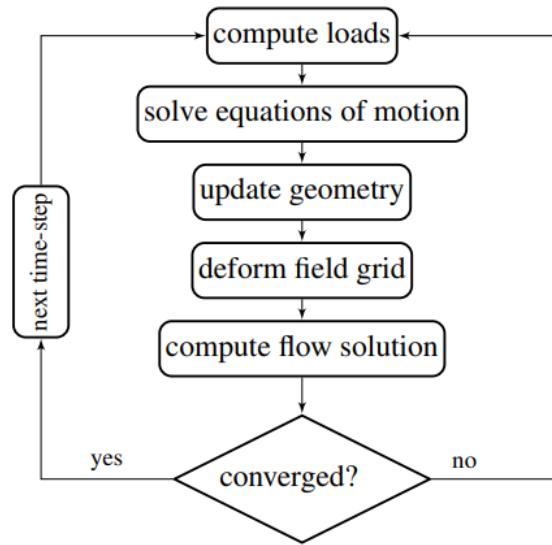 compute loads
solve equations of motion
update geometry
next time-step
deform field grid
compute flow solution
yes
converged?
no